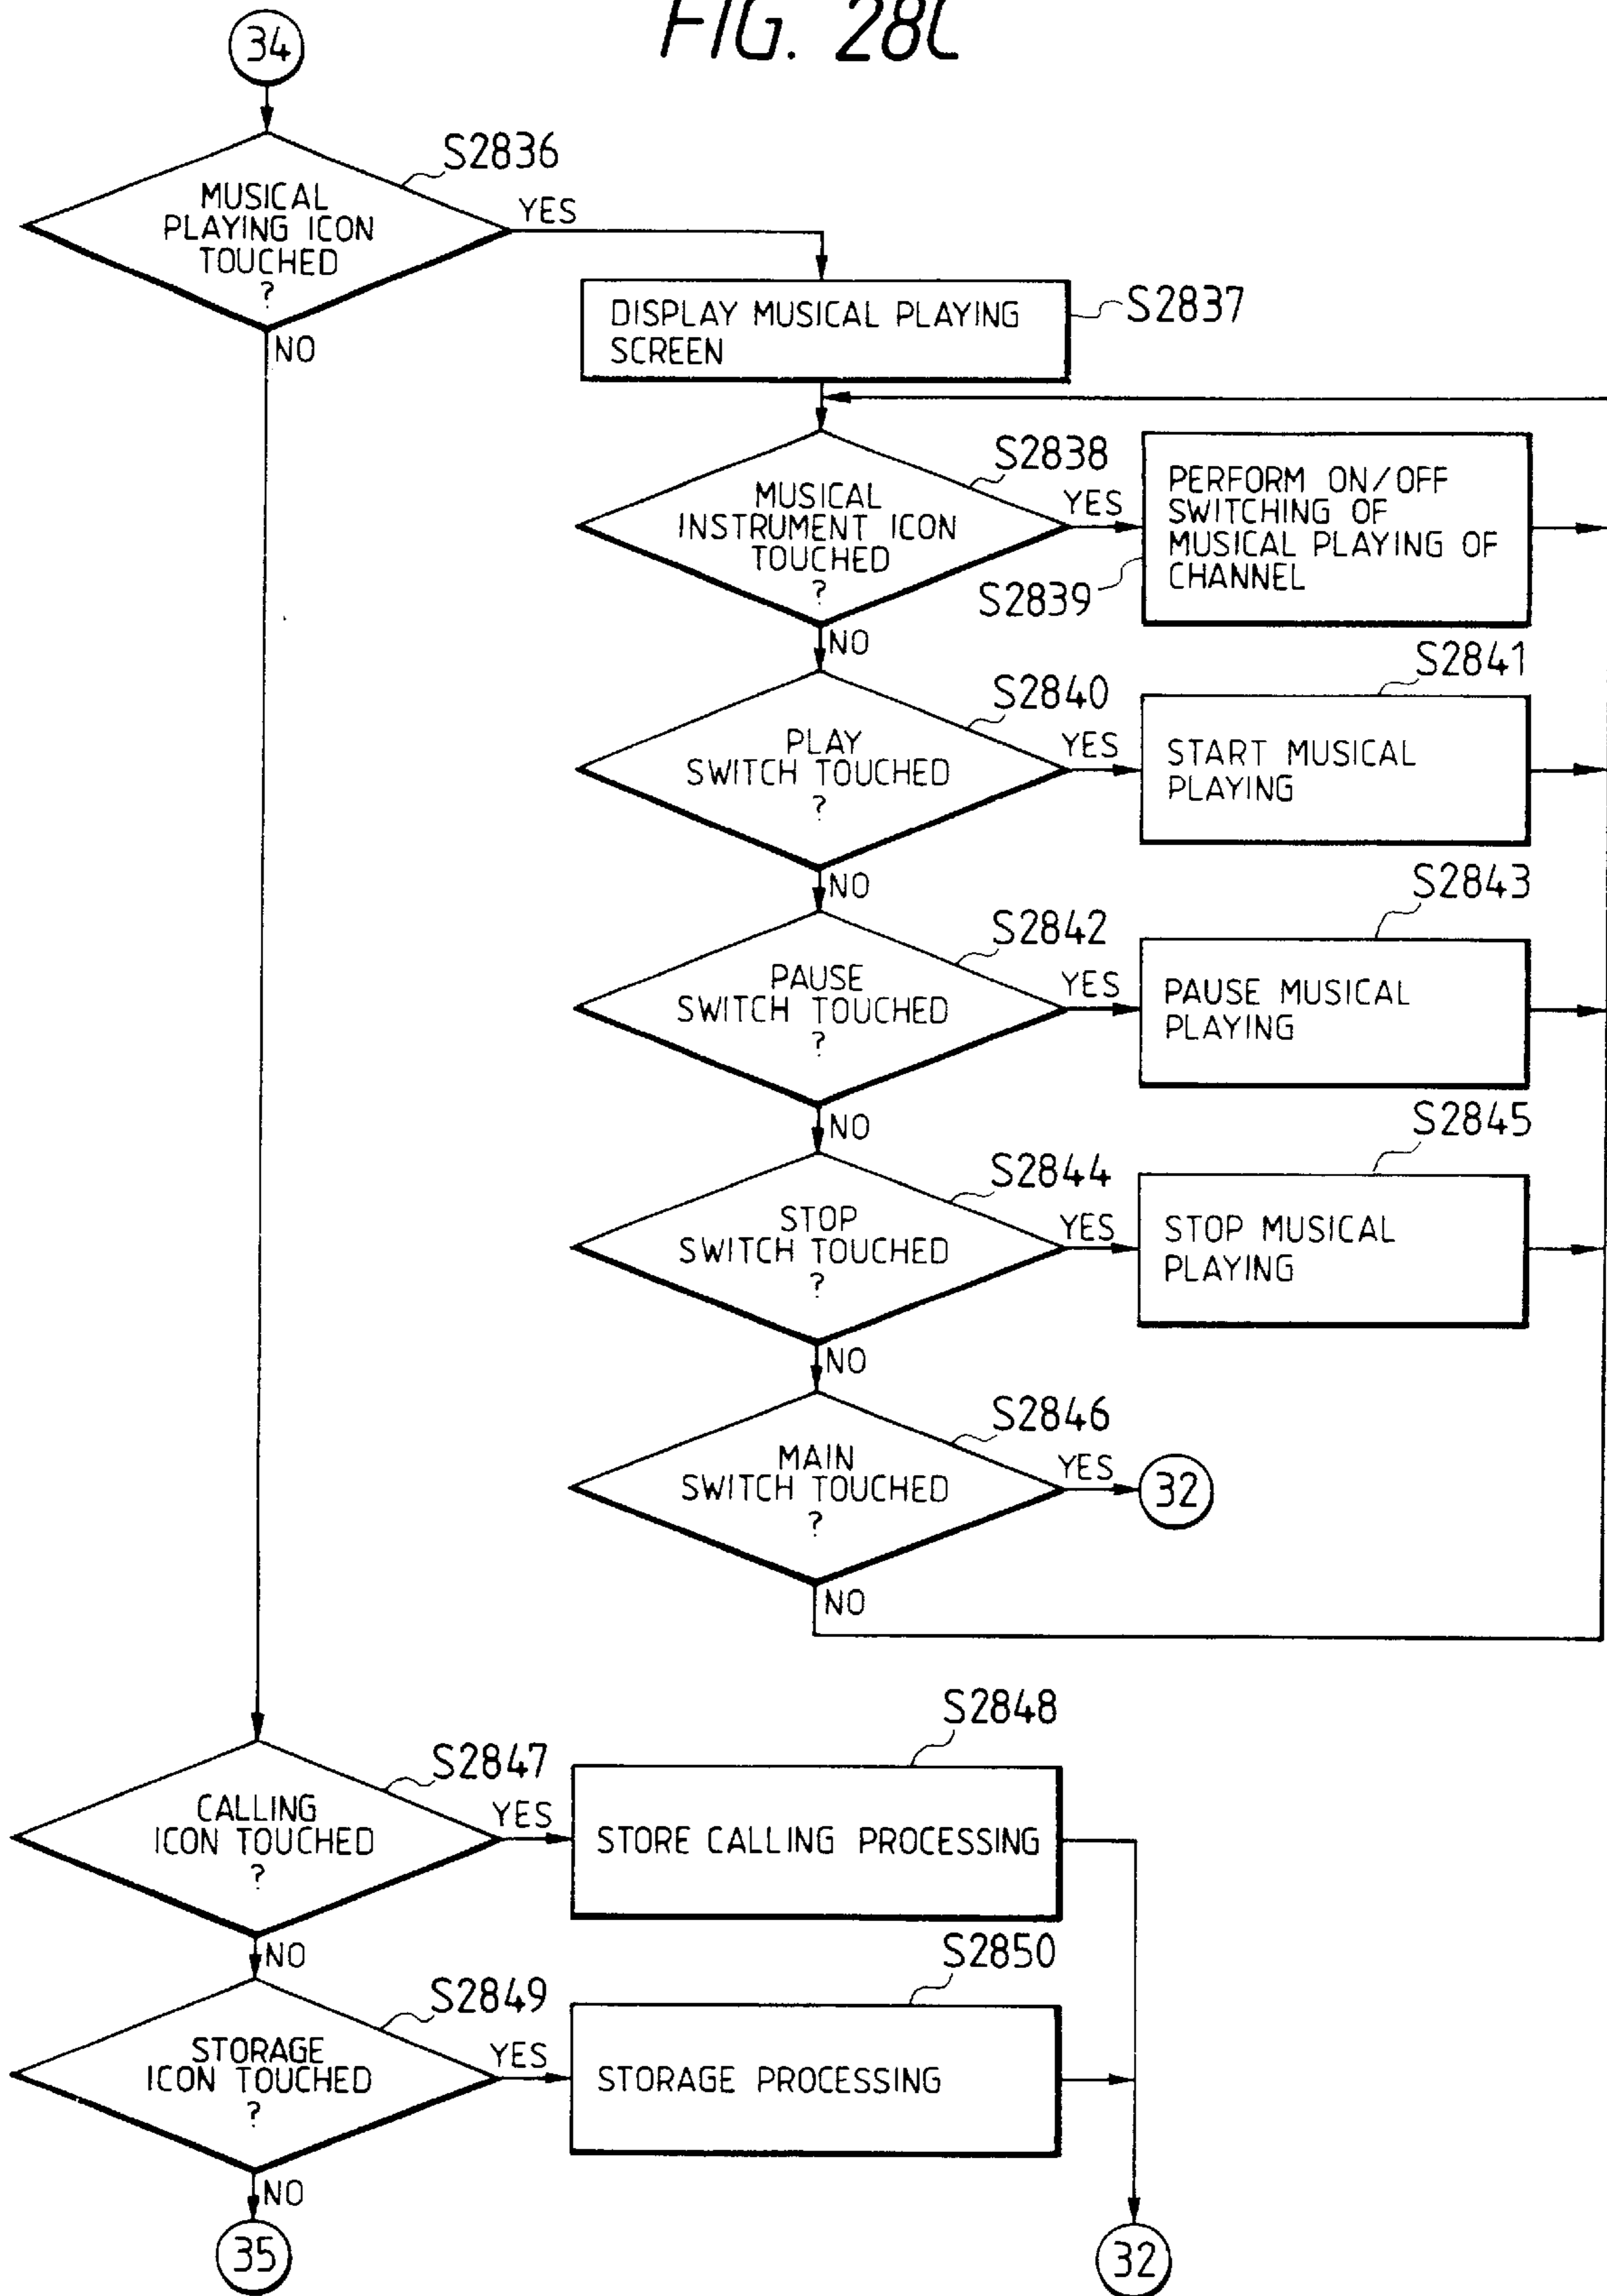 FIG. 28C
34
S2836
MUSICAL
PLAYING ICON
TOUCHED
?
YES
NO
DISPLAY MUSICAL PLAYING
SCREEN
S2837
S2838
MUSICAL
INSTRUMENT ICON
TOUCHED
?
YES
NO
PERFORM ON/OFF
SWITCHING OF
MUSICAL PLAYING OF
CHANNEL
S2839
S2840
PLAY
SWITCH TOUCHED
?
YES
NO
S2841
START MUSICAL
PLAYING
S2842
PAUSE
SWITCH TOUCHED
?
YES
NO
S2843
PAUSE MUSICAL
PLAYING
S2844
STOP
SWITCH TOUCHED
?
YES
NO
S2845
STOP MUSICAL
PLAYING
S2846
MAIN
SWITCH TOUCHED
?
YES
32
NO
S2847
CALLING
ICON TOUCHED
?
YES
NO
S2848
STORE CALLING PROCESSING
S2849
STORAGE
ICON TOUCHED
?
YES
NO
S2850
STORAGE PROCESSING
35
32